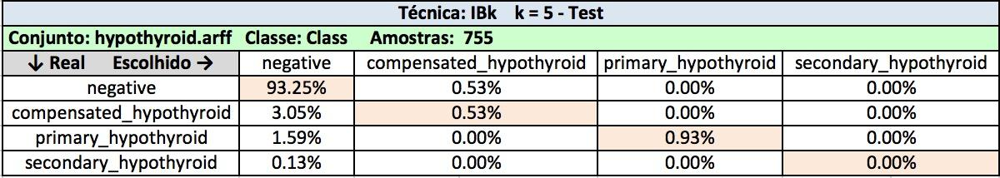 Técnica: IBk k = 5 - Test
Conjunto: hypothyroid.arff Classe: Class Amostras: 755
↓ Real Escolhido → negative compensated_hypothyroid primary_hypothyroid secondary_hypothyroid
negative 93.25% 0.53% 0.00% 0.00%
compensated_hypothyroid 3.05% 0.53% 0.00% 0.00%
primary_hypothyroid 1.59% 0.00% 0.93% 0.00%
secondary_hypothyroid 0.13% 0.00% 0.00% 0.00%